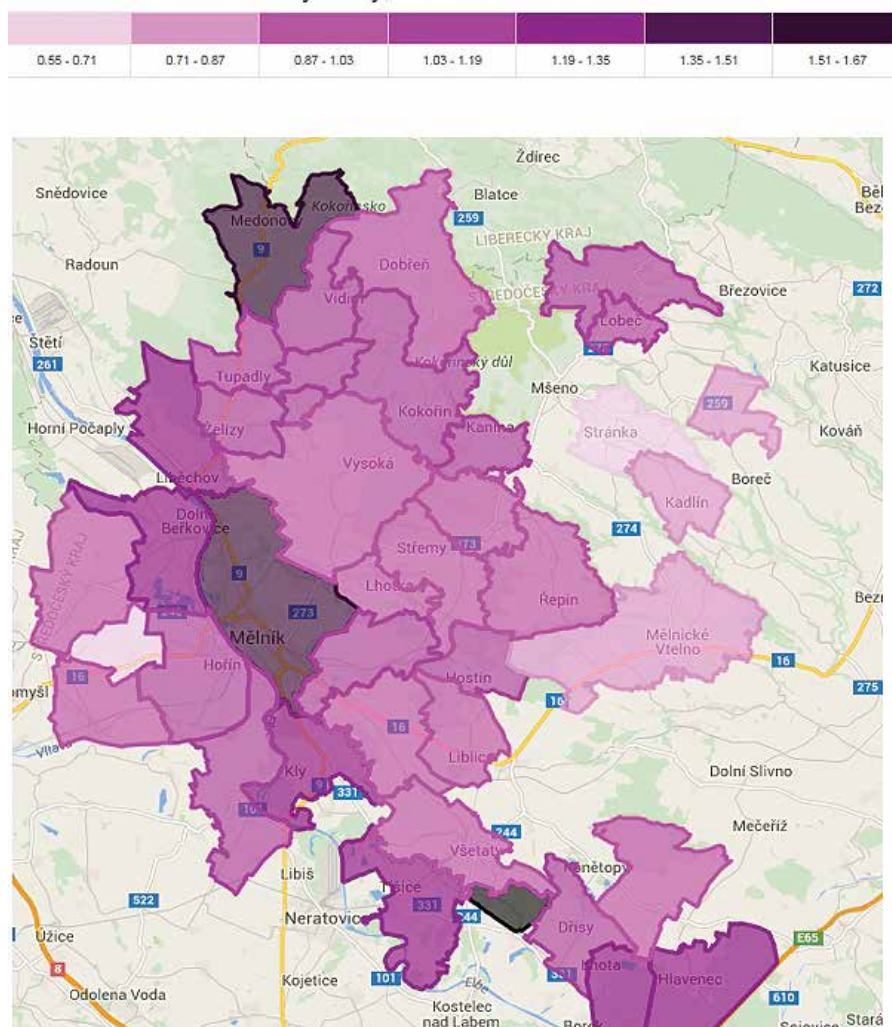 0.55 - 0.71
0.71 - 0.87
0.87 - 1.03
1.03 - 1.19
1.19 - 1.35
1.35 - 1.51
1.51 - 1.67
Ždírec
Snědovice
Kokořínsko
Blatce
Běl
Bez
Medonosy
259
9
LIBERECKÝ KRAJ
Radoun
Dobřeň
STŘEDOČESKÝ KRAJ
Březovice
272
Vidim
Lobeč
Štětí
261
Tupadly
Kokořínský důl
Katusice
Mšeno
259
Kokořín
Horní Počaply
Želízy
Kanina
Stránka
Kováň
Vysoká
Liběchov
Boreč
Kadlín
Dolní
Beřkovice
274
Střemy
273
STŘEDOČESKÝ KRAJ
9
Lhotka
Řepín
273
Mělník
Mělnické
Vtelno
Hořín
16
16
Hostín
16
275
omyšl
16
Liblice
Kly
Dolní Slivno
9
331
101
Mečeříž
244
Všetaty
Libiš
522
Tišice
331
244
Neratovice
Dřísy
Úžice
E65
8
331
Lhota
Hlavenec
Kojetice
101
Labe
610
Odolena Voda
Kostelec
nad Labem
Stará